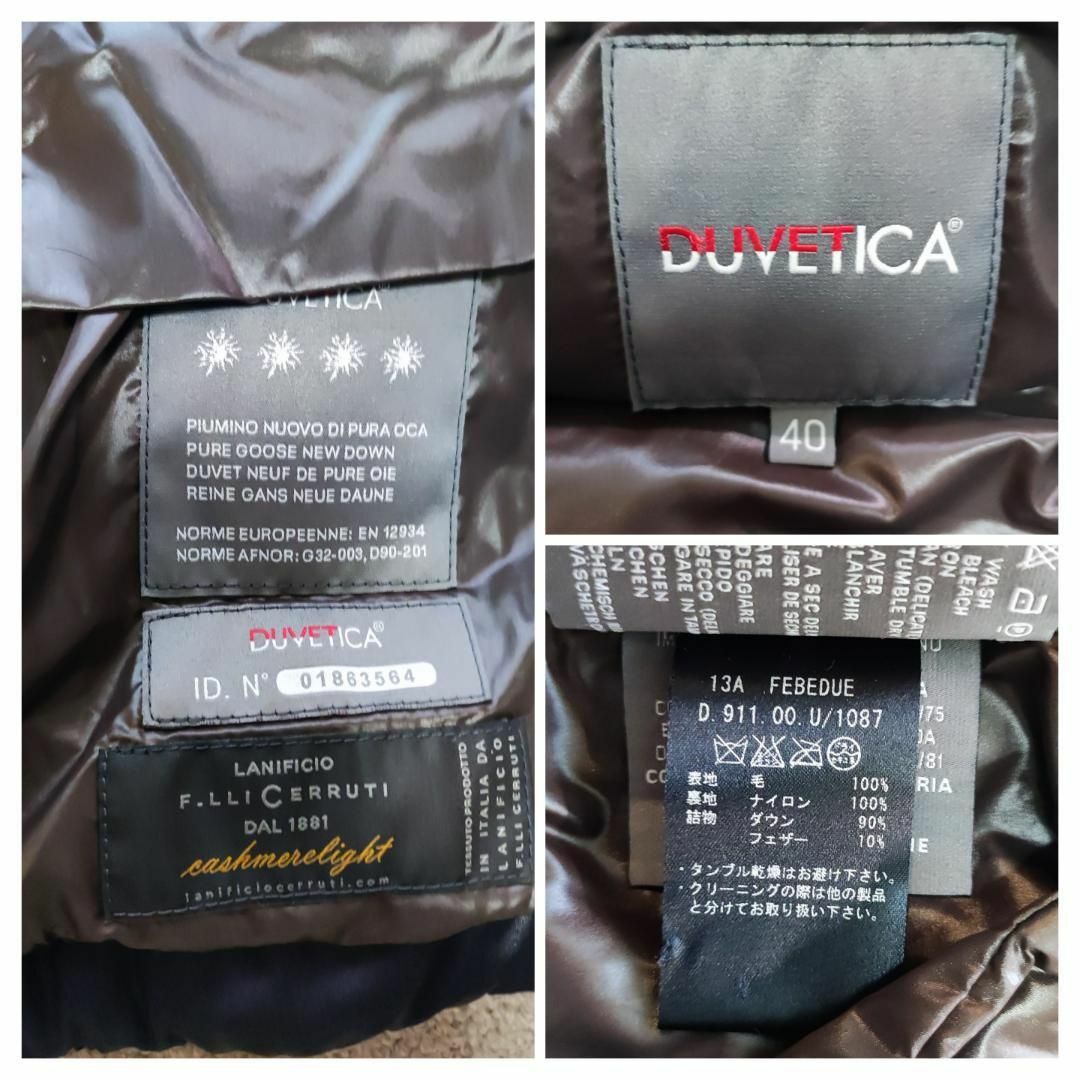 DUVETICA®
PIUMINO NUOVO DI PURA OCA
PURE GOOSE NEW DOWN
DUVET NEUF DE PURE OIE
REINE GANS NEUE DAUNE
NORME EUROPEENNE: EN 12934
NORME AFNOR: G32-003, D90-201
DUVETICA®
ID. N° 01863564
LANIFICIO
F.LLI CERRUTI
DAL 1881
cashmerelight
lanificiocerruti.com
TESSUTO PRODOTTO
IN ITALIA DA
LANIFICIO
F.LLI CERRUTI
DUVETICA®
40
WASH
BLEACH
TUMBLE
LAVER
BLANCHIR
A SEC
SECCO
CHEMISCH
13A FEBEDUE
D.911.00.U/1087
表地 毛 100%
裏地 ナイロン 100%
詰物 ダウン 90%
フェザー 10%
・タンブル乾燥はお避け下さい。
・クリーニングの際は他の製品
と分けてお取り扱い下さい。
/75
/81